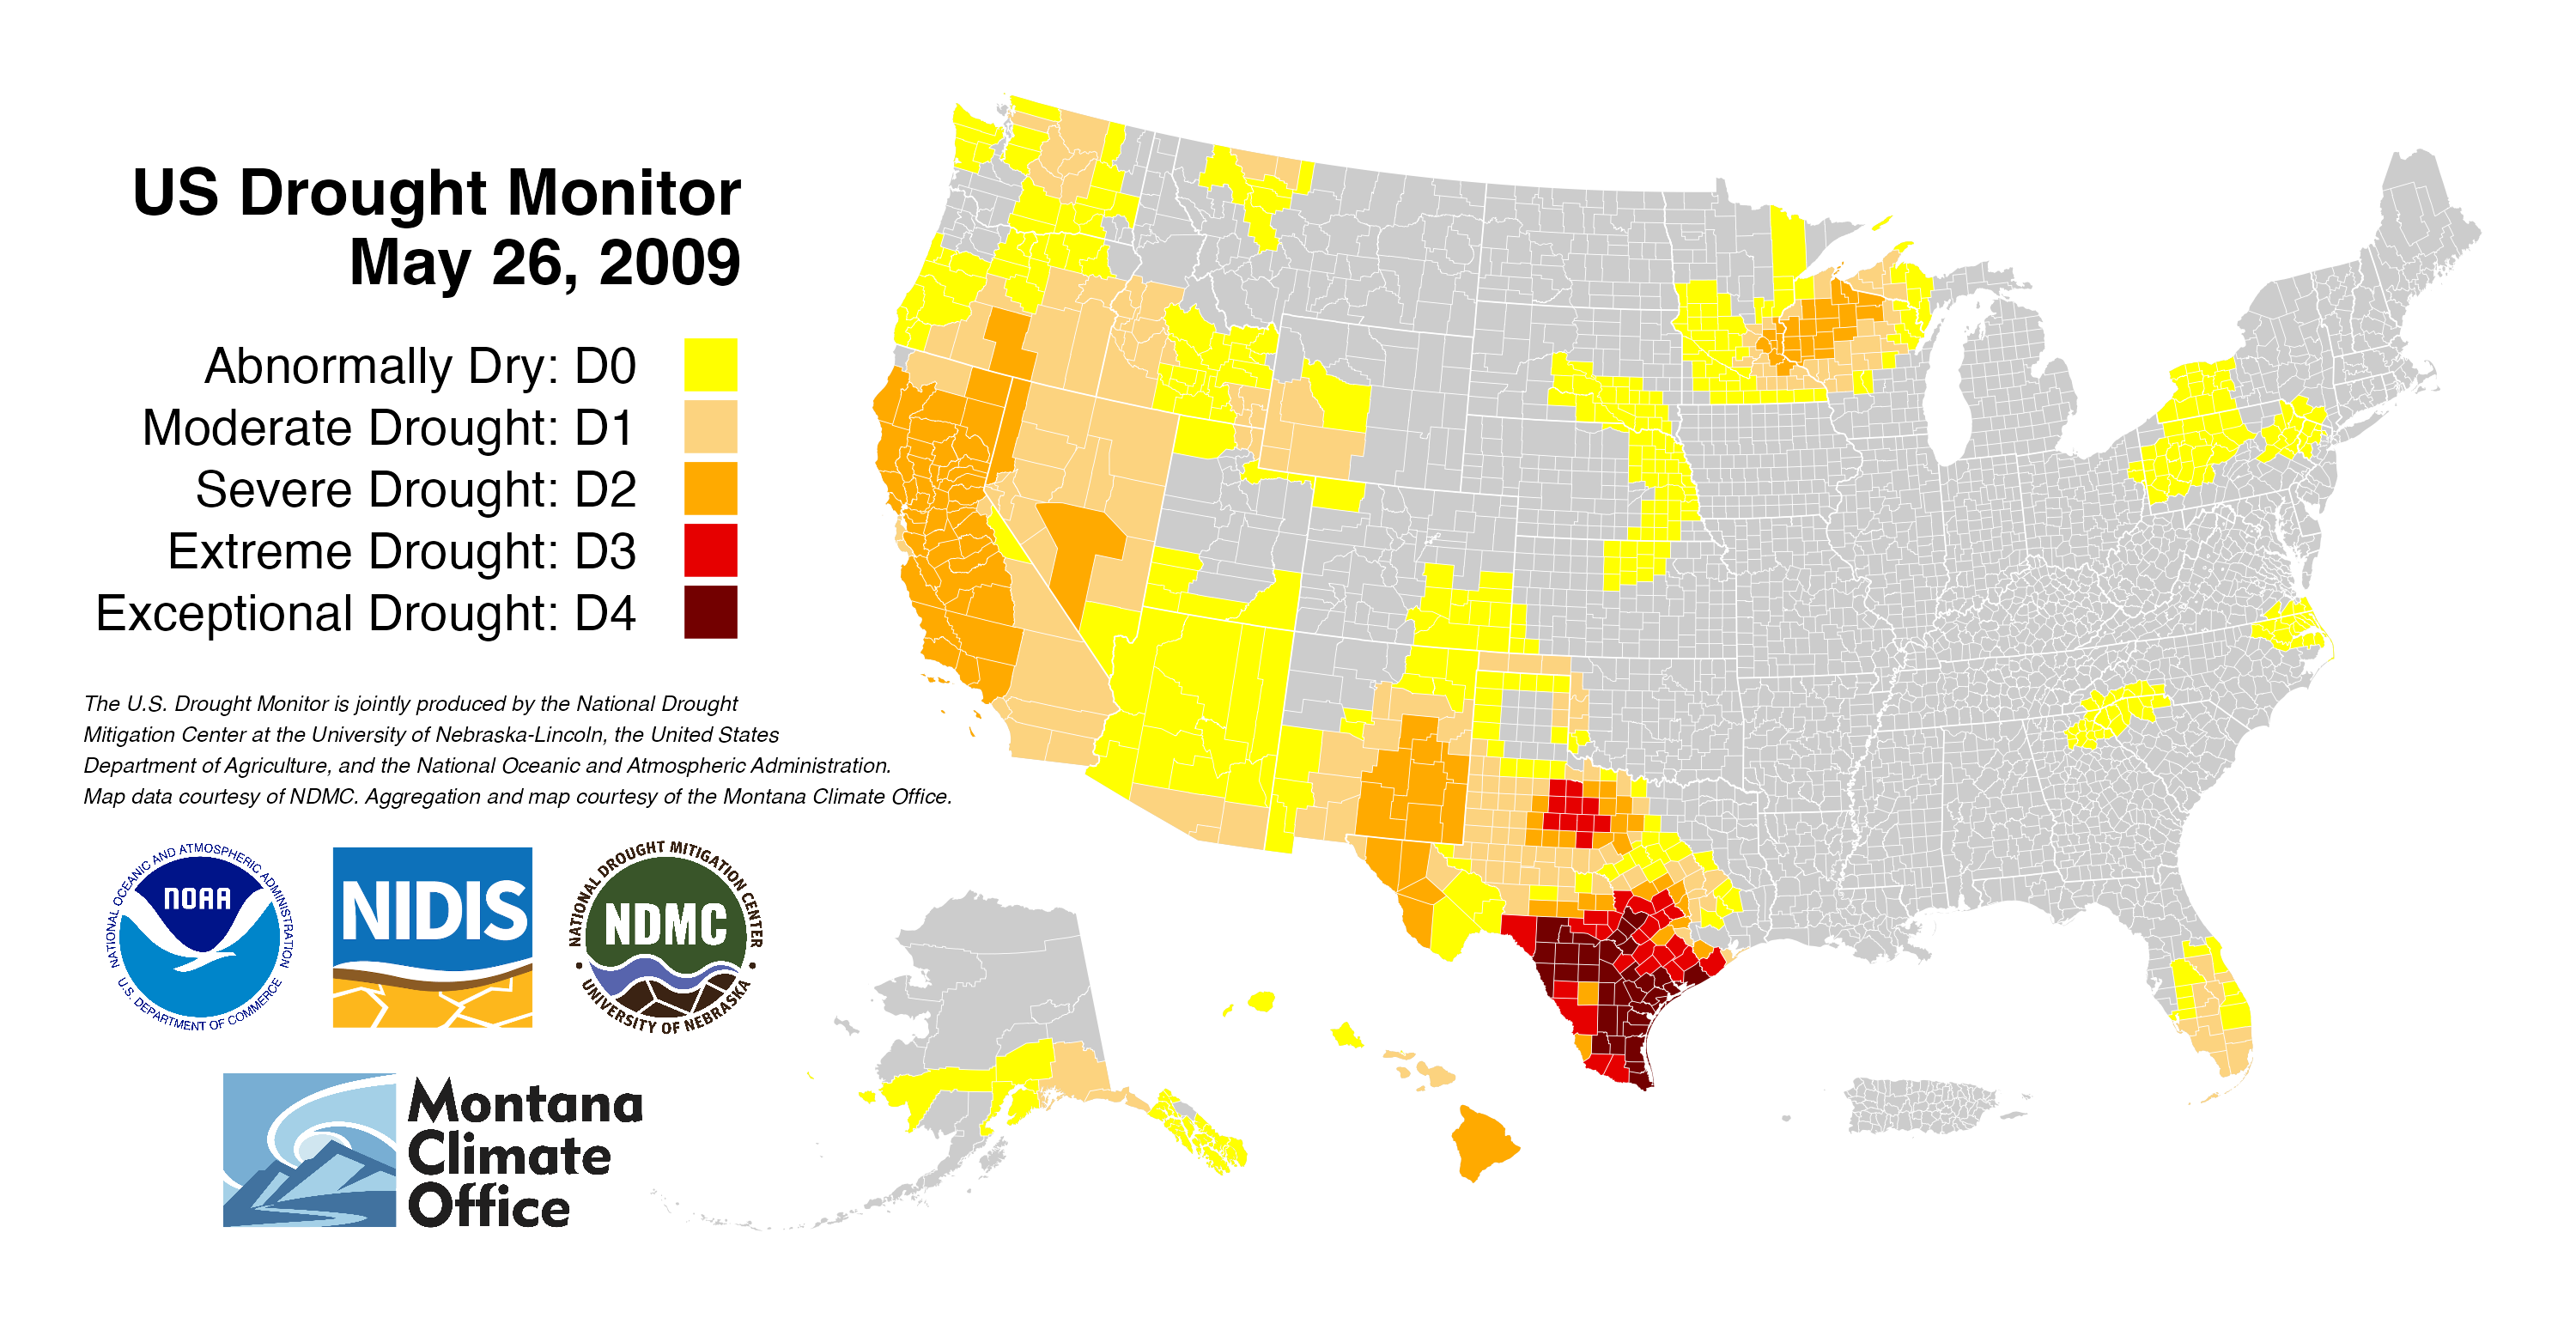 US Drought Monitor
May 26, 2009
Abnormally Dry: D0
Moderate Drought: D1
Severe Drought: D2
Extreme Drought: D3
Exceptional Drought: D4
The U.S. Drought Monitor is jointly produced by the National Drought
Mitigation Center at the University of Nebraska-Lincoln, the United States
Department of Agriculture, and the National Oceanic and Atmospheric Administration.
Map data courtesy of NDMC. Aggregation and map courtesy of the Montana Climate Office.
NATIONAL OCEANIC AND ATMOSPHERIC ADMINISTRATION
NOAA
U.S. DEPARTMENT OF COMMERCE
NIDIS
NATIONAL DROUGHT MITIGATION CENTER
NDMC
UNIVERSITY OF NEBRASKA
Montana
Climate
Office